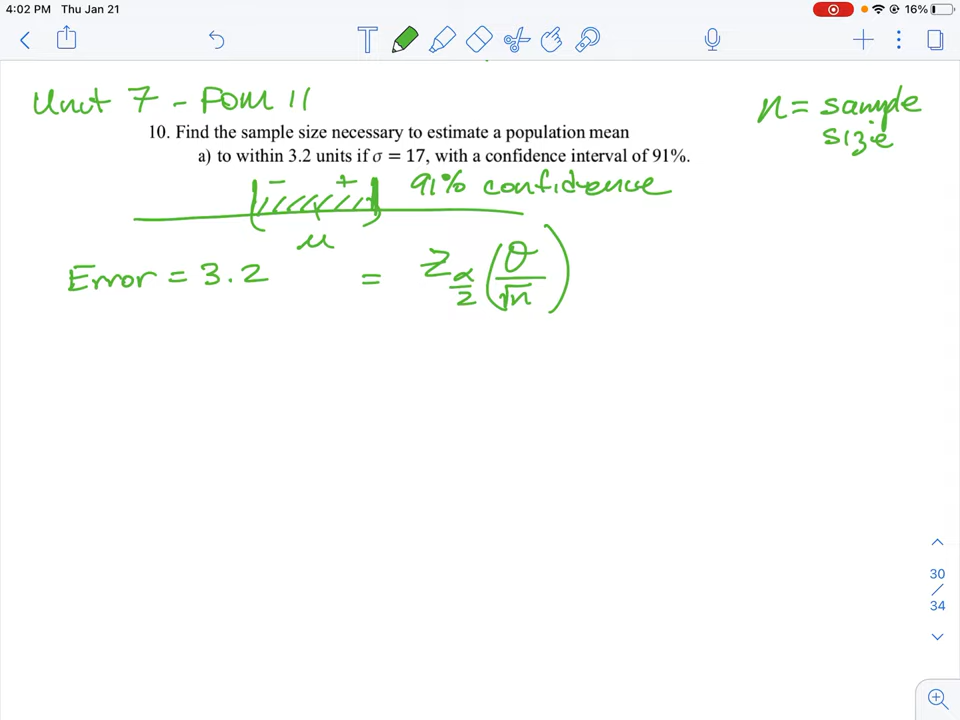 4:02 PM Thu Jan 21 16%
Unit 7 - POM 11
n = sample size
10. Find the sample size necessary to estimate a population mean
a) to within 3.2 units if σ = 17, with a confidence interval of 91%.
- + 91% confidence
μ
Error = 3.2 = Z α/2 (σ/√n)
30
/
34